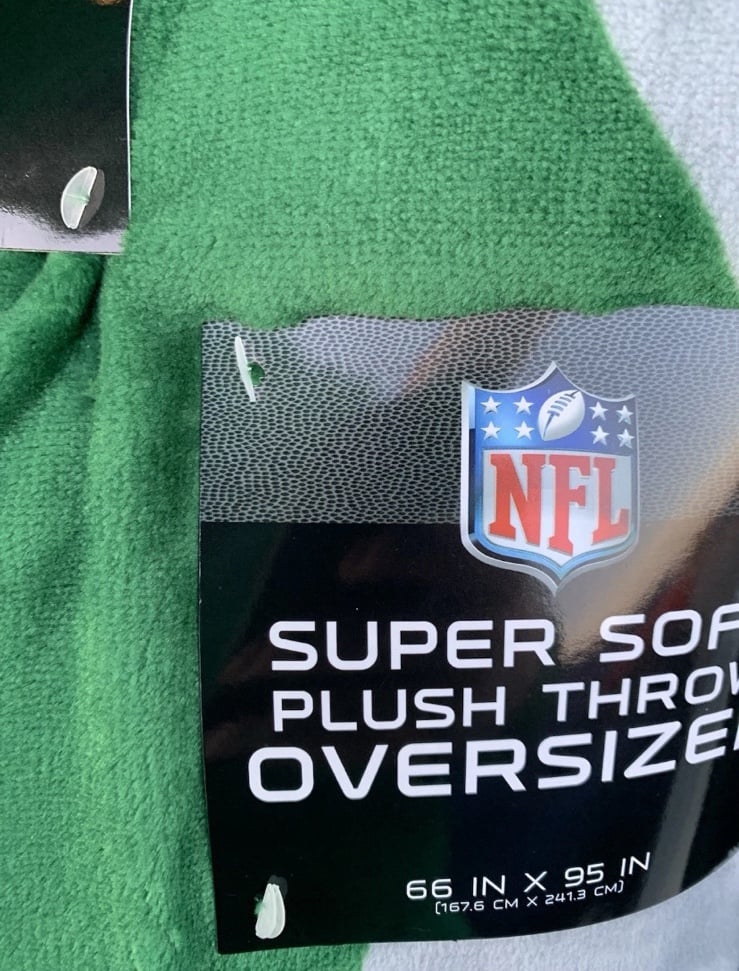 NFL
SUPER SOF
PLUSH THROW
OVERSIZE
66 IN X 95 IN
(167.6 CM X 241.3 CM)